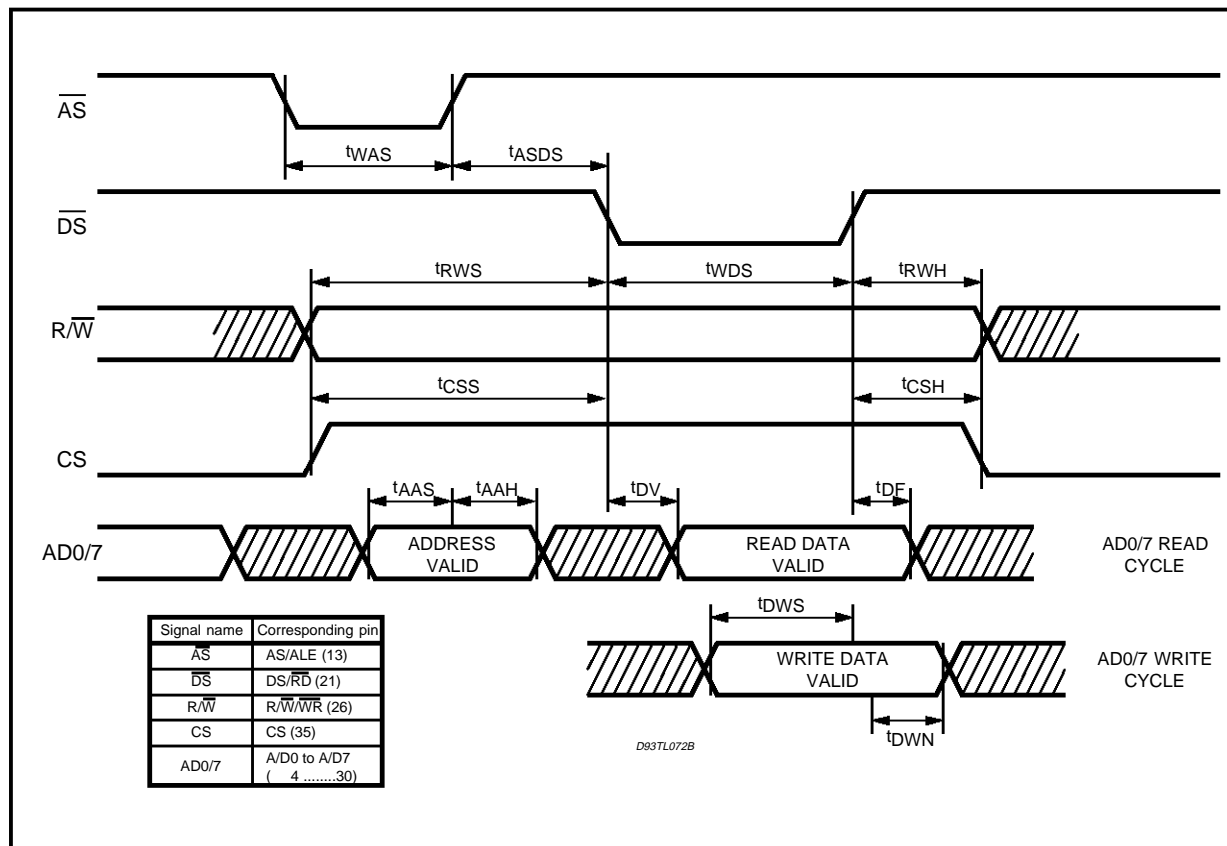 AS
tWAS
tASDS
DS
tRWS
tWDS
tRWH
R/W
tCSS
tCSH
CS
tAAS
tAAH
tDV
tDF
AD0/7
ADDRESS
VALID
READ DATA
VALID
AD0/7 READ
CYCLE
tDWS
WRITE DATA
VALID
AD0/7 WRITE
CYCLE
tDWN
D93TL072B
Signal name Corresponding pin
AS AS/ALE (13)
DS DS/RD (21)
R/W R/W/WR (26)
CS CS (35)
AD0/7 A/D0 to A/D7
( 4 ........30)